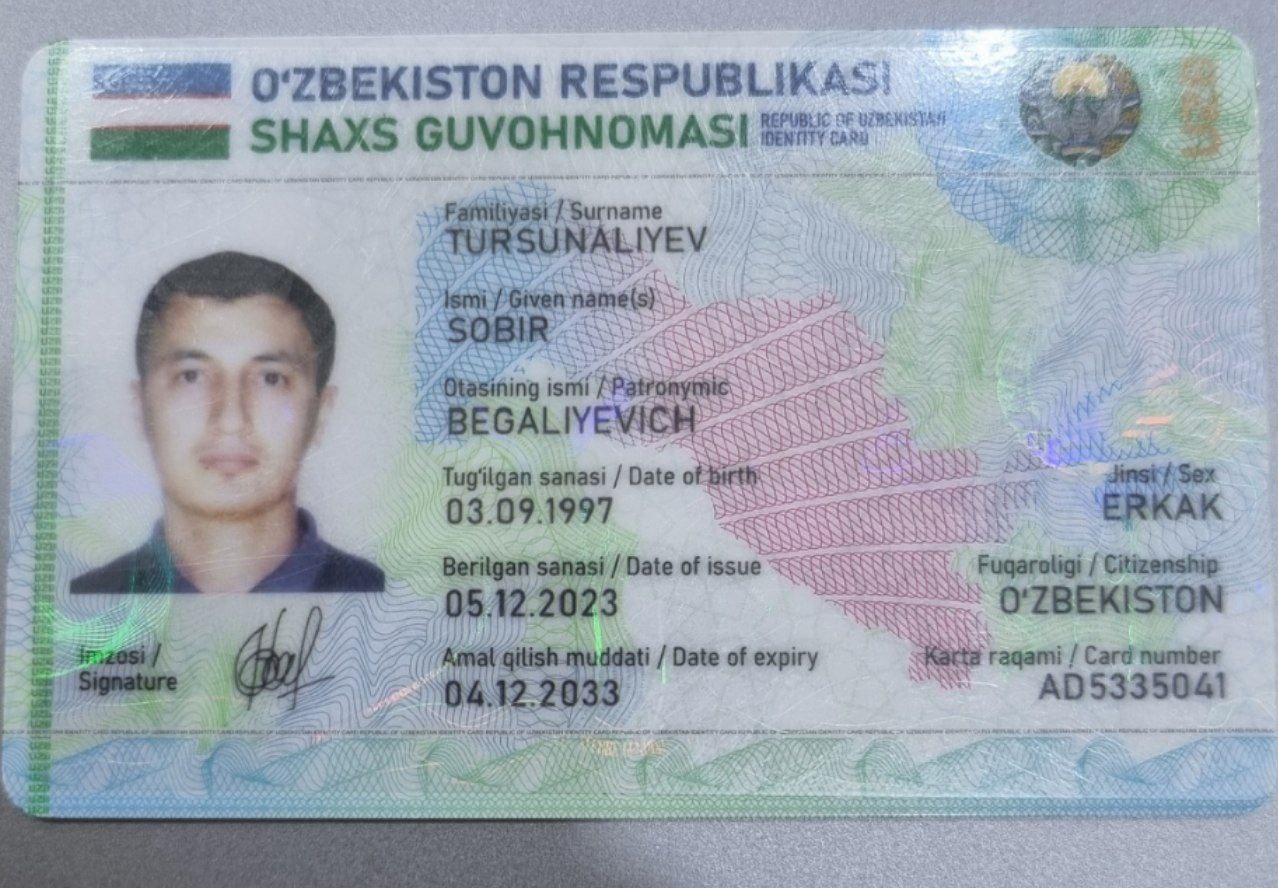 O‘ZBEKISTON RESPUBLIKASI
SHAXS GUVOHNOMASI
REPUBLIC OF UZBEKISTAN
IDENTITY CARD
Familiyasi / Surname
TURSUNALIYEV
Ismi / Given name(s)
SOBIR
Otasining ismi / Patronymic
BEGALIYEVICH
Tug‘ilgan sanasi / Date of birth
03.09.1997
Jinsi / Sex
ERKAK
Berilgan sanasi / Date of issue
05.12.2023
Fuqaroligi / Citizenship
O‘ZBEKISTON
Imzosi /
Signature
Amal qilish muddati / Date of expiry
04.12.2033
Karta raqami / Card number
AD5335041